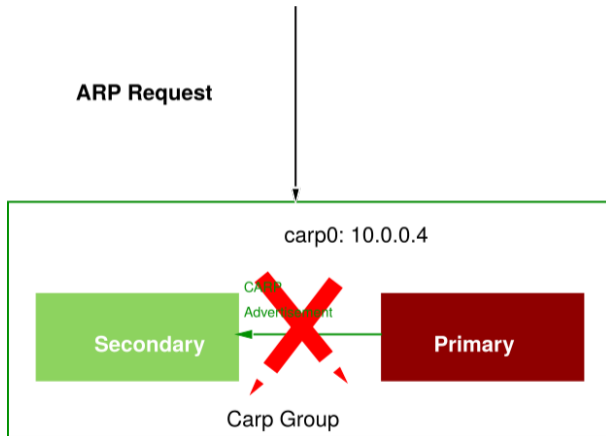 ARP Request
carp0: 10.0.0.4
CARP
Advertisement
Secondary
Primary
Carp Group